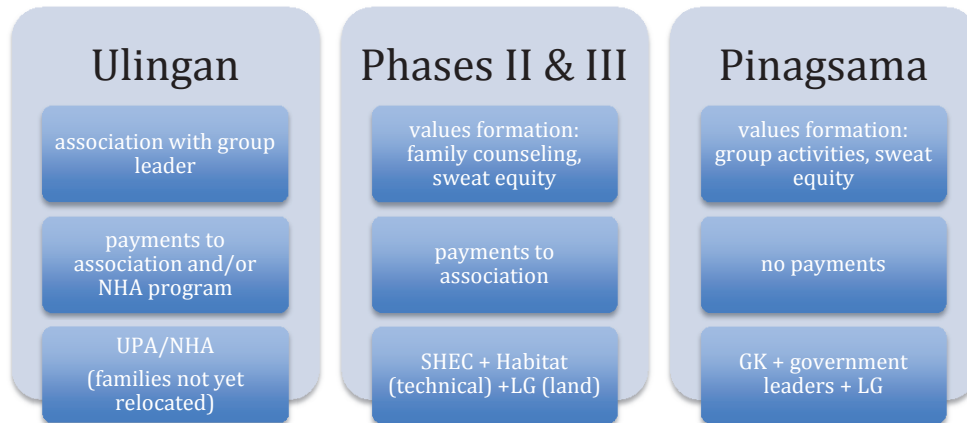 Ulingan
association with group
leader
payments to
association and/or
NHA program
UPA/NHA
(families not yet
relocated)
Phases II & III
values formation:
family counseling,
sweat equity
payments to
association
SHEC + Habitat
(technical) +LG (land)
Pinagsama
values formation:
group activities, sweat
equity
no payments
GK + government
leaders + LG